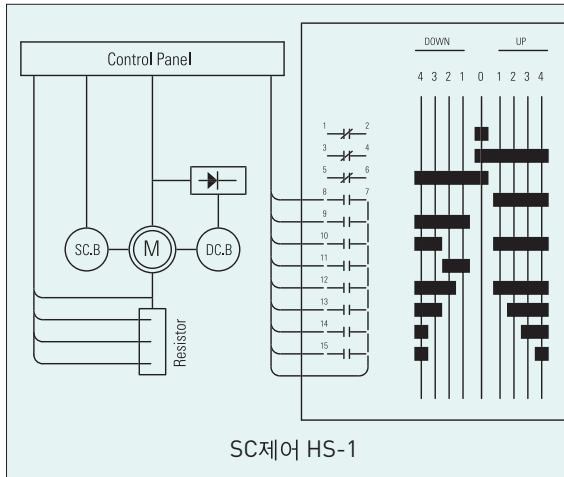 Control Panel
DOWN UP
4 3 2 1 0 1 2 3 4
1 2
3 4
5 6
8 7
9
10
11
12
13
14
15
SC.B M DC.B
Resistor
SC제어 HS-1